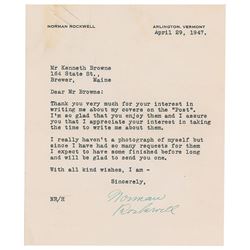 NORMAN ROCKWELL
ARLINGTON, VERMONT
April 29, 1947.
Mr Kenneth Browne
164 State St.,
Brewer, Maine
Dear Mr Browne:
Thank you very much for your interest in
writing me about my covers on the "Post".
I'm so glad that you enjoy them and I assure
you that I appreciate your interest in taking
the time to write me about them.
I really haven't a photograph of myself but
since I have had so many requests for them
I expect to have some finished before long
and will be glad to send you one.
With all kind wishes, I am -
Sincerely,
NR/H
Norman
Rockwell